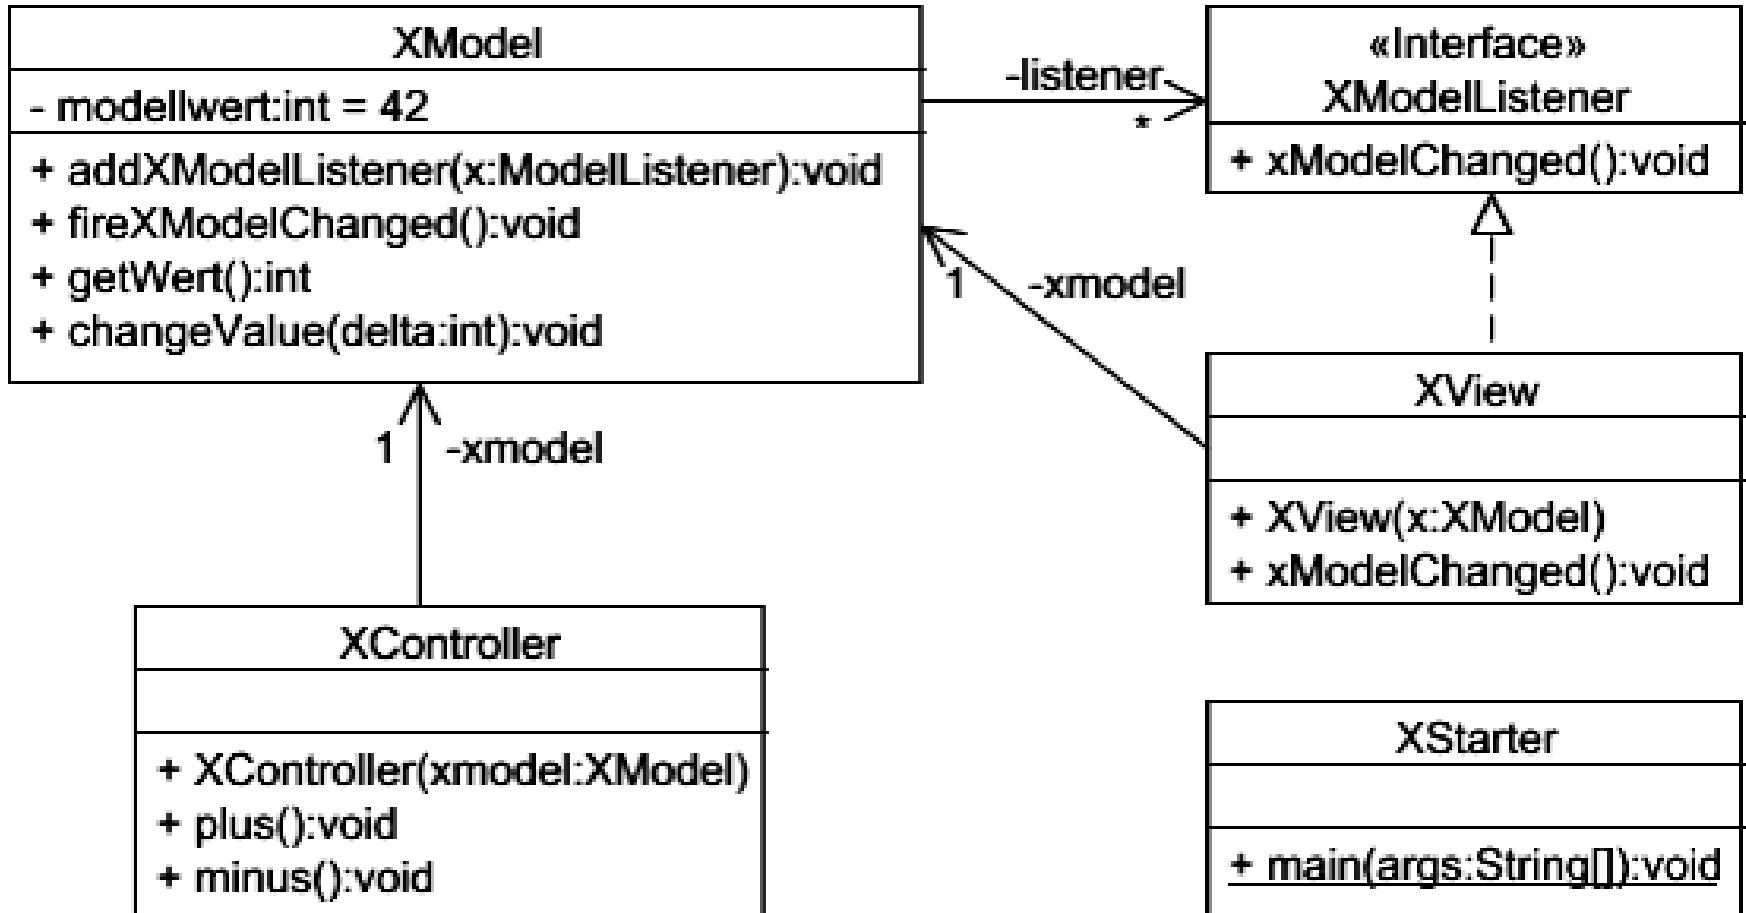 XModel
- modellwert:int = 42
+ addXModelListener(x:ModelListener):void
+ fireXModelChanged():void
+ getWert():int
+ changeValue(delta:int):void
-listener
*
«Interface»
XModelListener
+ xModelChanged():void
1
-xmodel
XView
+ XView(x:XModel)
+ xModelChanged():void
1
-xmodel
XController
+ XController(xmodel:XModel)
+ plus():void
+ minus():void
XStarter
+ main(args:String[]):void